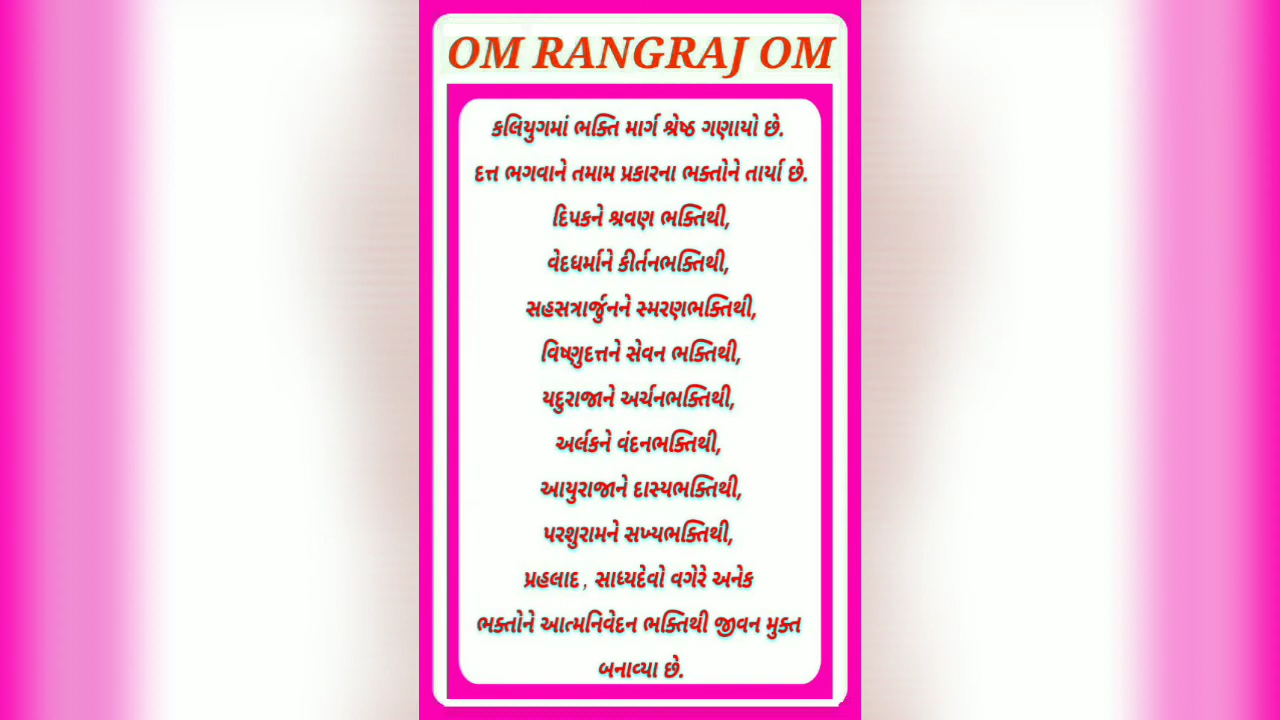 OM RANGRAJ OM
કલિયુગમાં ભક્તિ માર્ગ શ્રેષ્ઠ ગણાયો છે.
દત્ત ભગવાને તમામ પ્રકારના ભક્તોને તાર્યા છે.
દિપકને શ્રવણ ભક્તિથી,
વેદધર્માને કીર્તનભક્તિથી,
સહસત્રાર્જુનને સ્મરણભક્તિથી,
વિષ્ણુદત્તને સેવન ભક્તિથી,
યદુરાજાને અર્ચનભક્તિથી,
અર્લકને વંદનભક્તિથી,
આયુરાજાને દાસ્યભક્તિથી,
પરશુરામને સખ્યભક્તિથી,
પ્રહલાદ , સાધ્યદેવો વગેરે અનેક
ભક્તોને આત્મનિવેદન ભક્તિથી જીવન મુક્ત
બનાવ્યા છે.